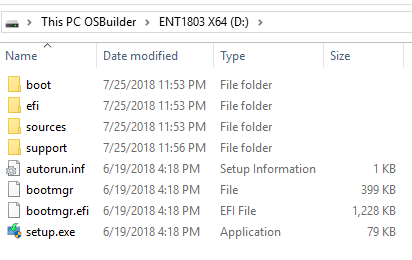 This PC OSBuilder > ENT1803 X64 (D:) >
Name Date modified Type Size
boot 7/25/2018 11:53 PM File folder
efi 7/25/2018 11:53 PM File folder
sources 7/25/2018 11:53 PM File folder
support 7/25/2018 11:56 PM File folder
autorun.inf 6/19/2018 4:18 PM Setup Information 1 KB
bootmgr 6/19/2018 4:18 PM File 399 KB
bootmgr.efi 6/19/2018 4:18 PM EFI File 1,228 KB
setup.exe 6/19/2018 4:18 PM Application 79 KB